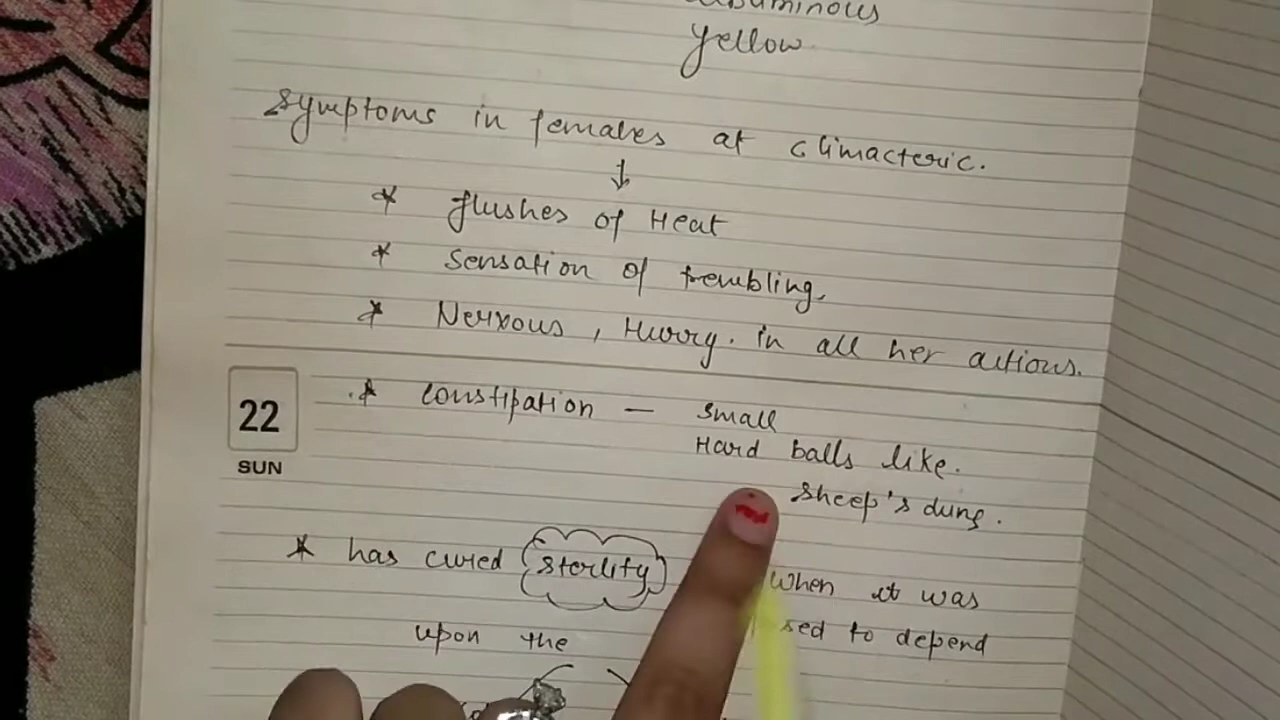 yellow
Symptoms in females at climacteric.
↓
* flushes of Heat
* Sensation of trembling.
* Nervous, Hurry. in all her actions.
22
SUN
* Constipation — Small
Hard balls like.
Sheep's dung.
* has cured sterlity when it was
upon the sed to depend